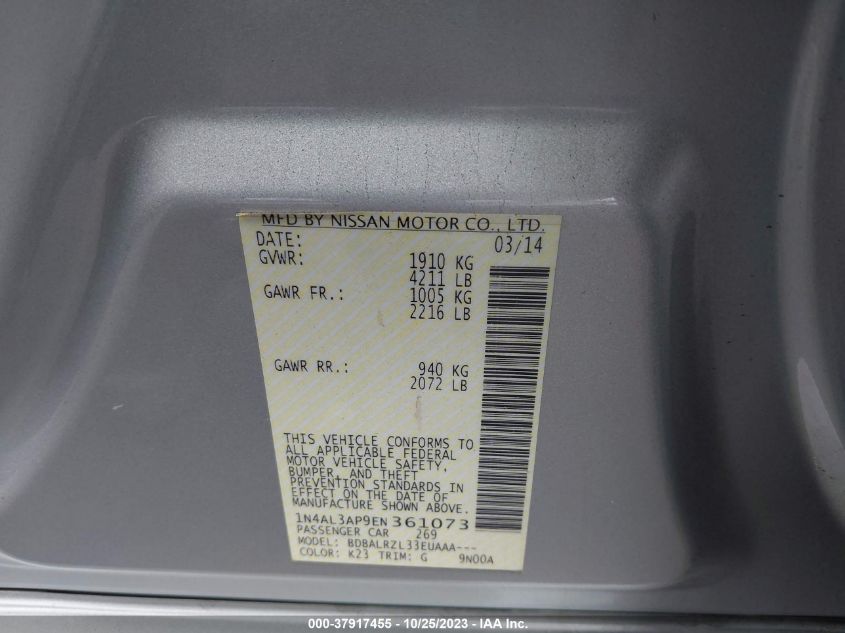 MFD BY NISSAN MOTOR CO., LTD.
DATE: 03/14
GVWR: 1910 KG
4211 LB
GAWR FR.: 1005 KG
2216 LB
GAWR RR.: 940 KG
2072 LB
THIS VEHICLE CONFORMS TO
ALL APPLICABLE FEDERAL
MOTOR VEHICLE SAFETY,
BUMPER, AND THEFT
PREVENTION STANDARDS IN
EFFECT ON THE DATE OF
MANUFACTURE SHOWN ABOVE.
1N4AL3AP9EN361073
PASSENGER CAR 269
MODEL: BDBALRZL33EUAAA---
COLOR: K23 TRIM: G 9N00A
000-37917455 - 10/25/2023 - IAA Inc.